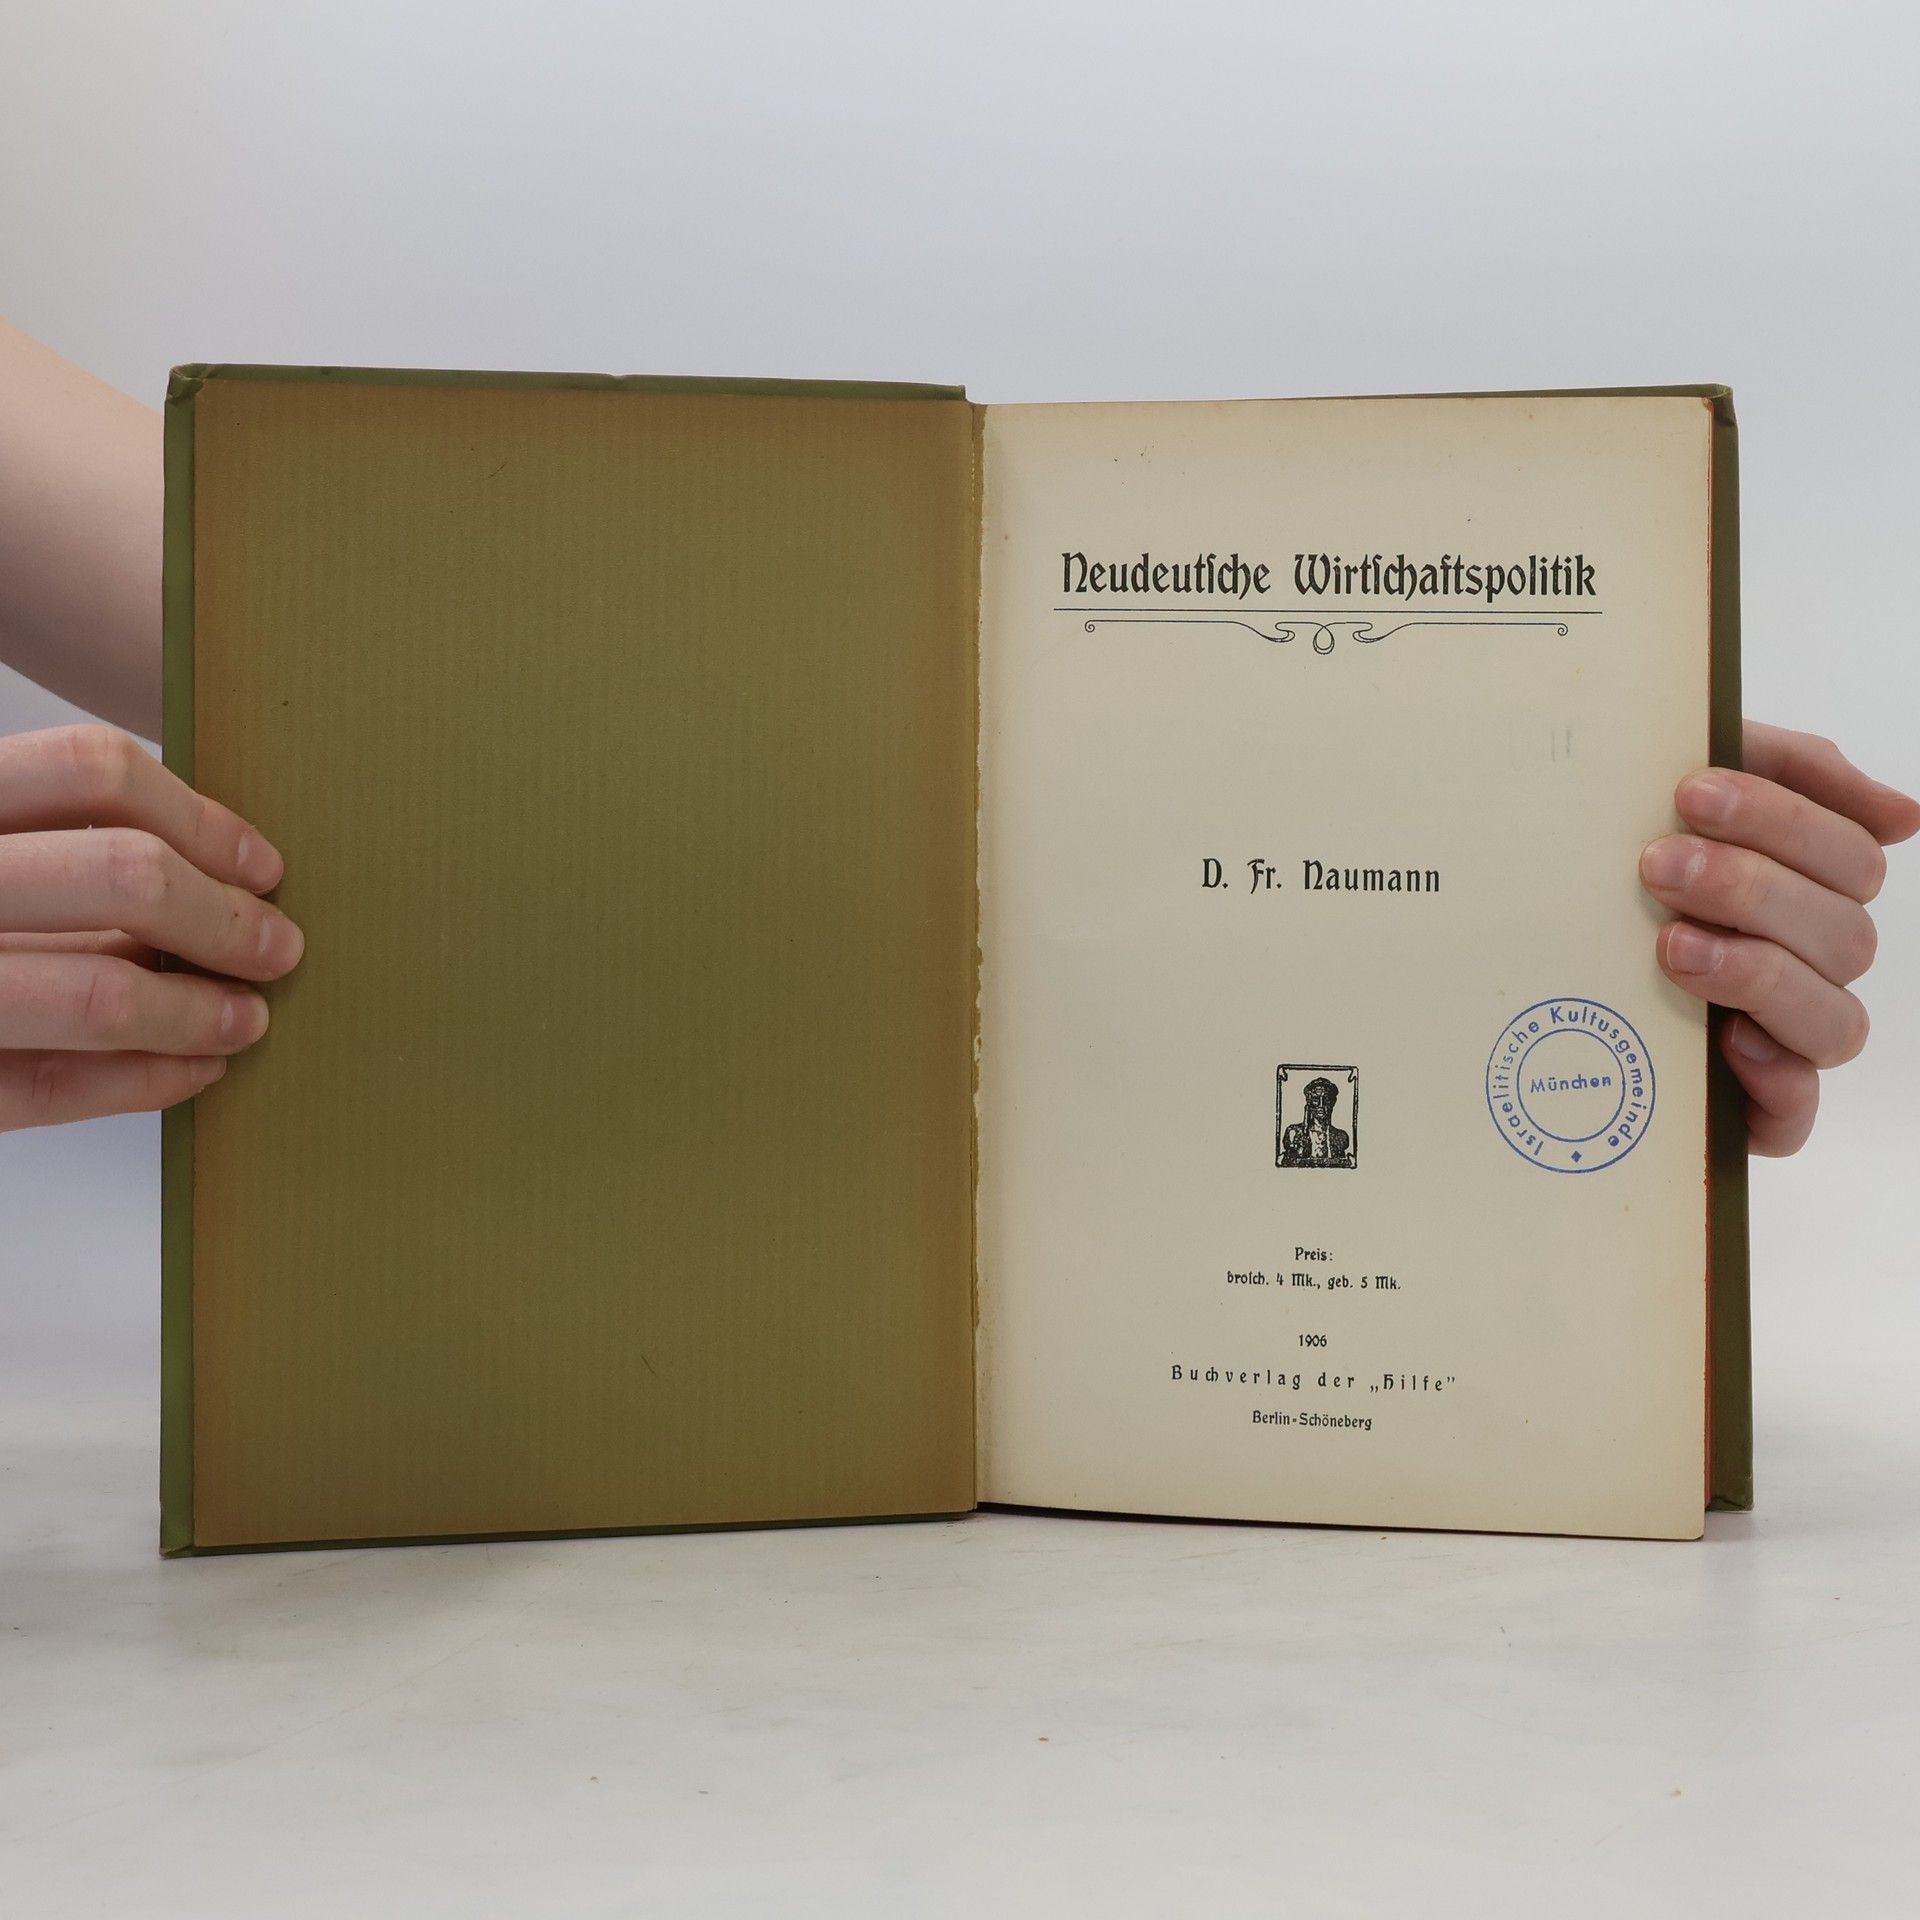 Neudeutſche Wirtſchaftspolitik
D. Fr. Naumann
Israelitische Kultusgemeinde
München
Preis:
broſch. 4 Mk., geb. 5 Mk.
1906
Buchverlag der „Hilfe”
Berlin-Schöneberg